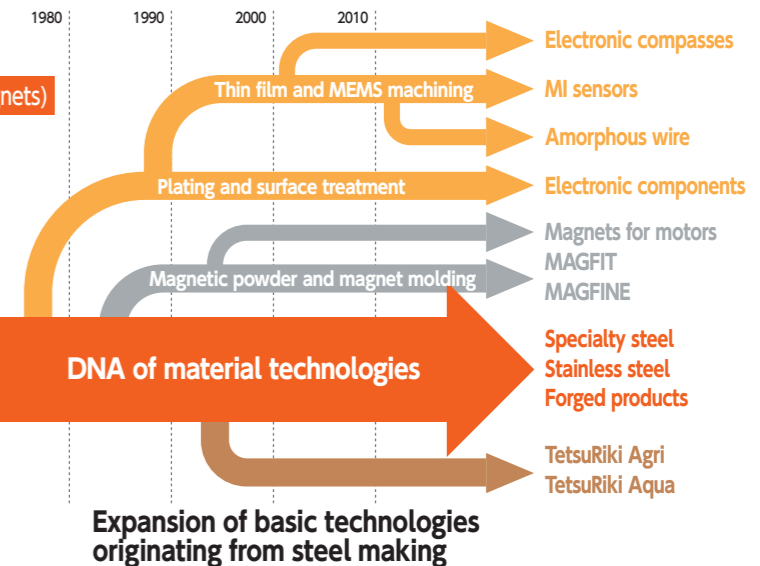 1980 1990 2000 2010
Electronic compasses
nets)
Thin film and MEMS machining
MI sensors
Amorphous wire
Plating and surface treatment
Electronic components
Magnets for motors
Magnetic powder and magnet molding
MAGFIT
MAGFINE
DNA of material technologies
Specialty steel
Stainless steel
Forged products
TetsuRiki Agri
TetsuRiki Aqua
Expansion of basic technologies
originating from steel making